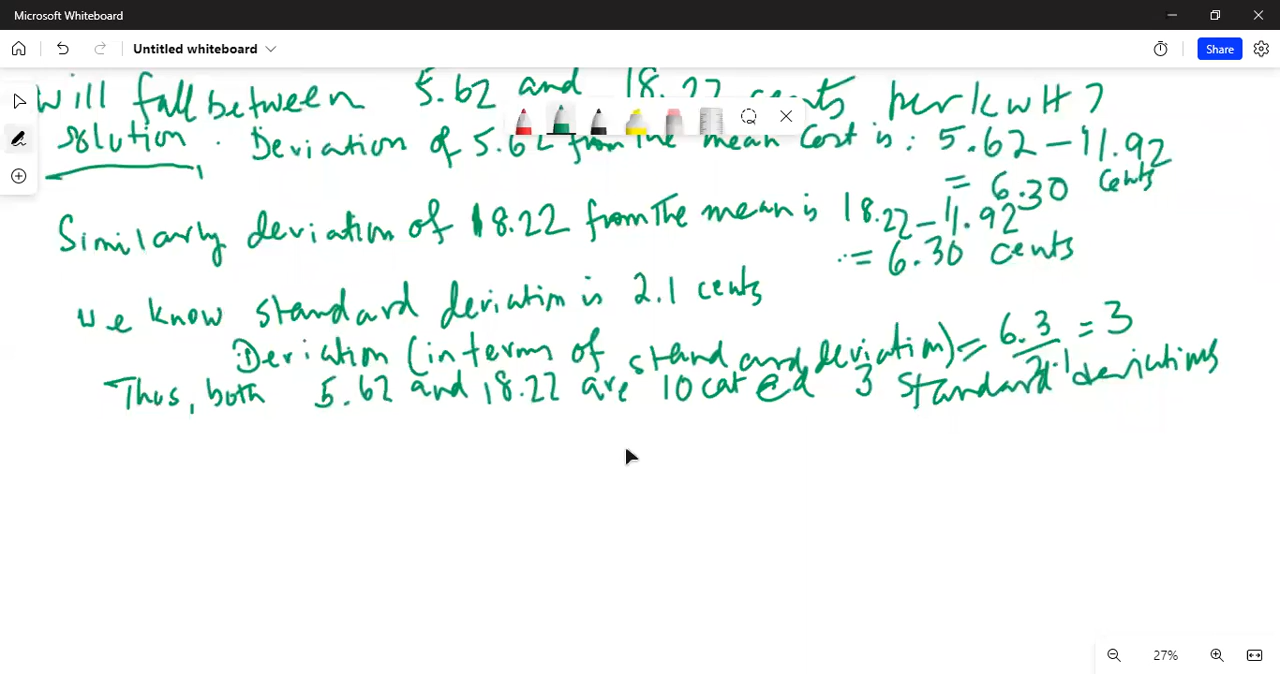 Microsoft Whiteboard
Untitled whiteboard
Share
will fall between 5.62 and 18.22 cents per kWH ?
Solution . Deviation of 5.62 from the mean cost is : 5.62 - 11.92
= 6.30 cents
Similarly deviation of 18.22 from the mean is 18.22 - 11.92
= 6.30 cents
we know standard deviation is 2.1 cents
Deviation (in terms of standard deviation) = 6.3/2.1 = 3
Thus, both 5.62 and 18.22 are located 3 standard deviations
27%